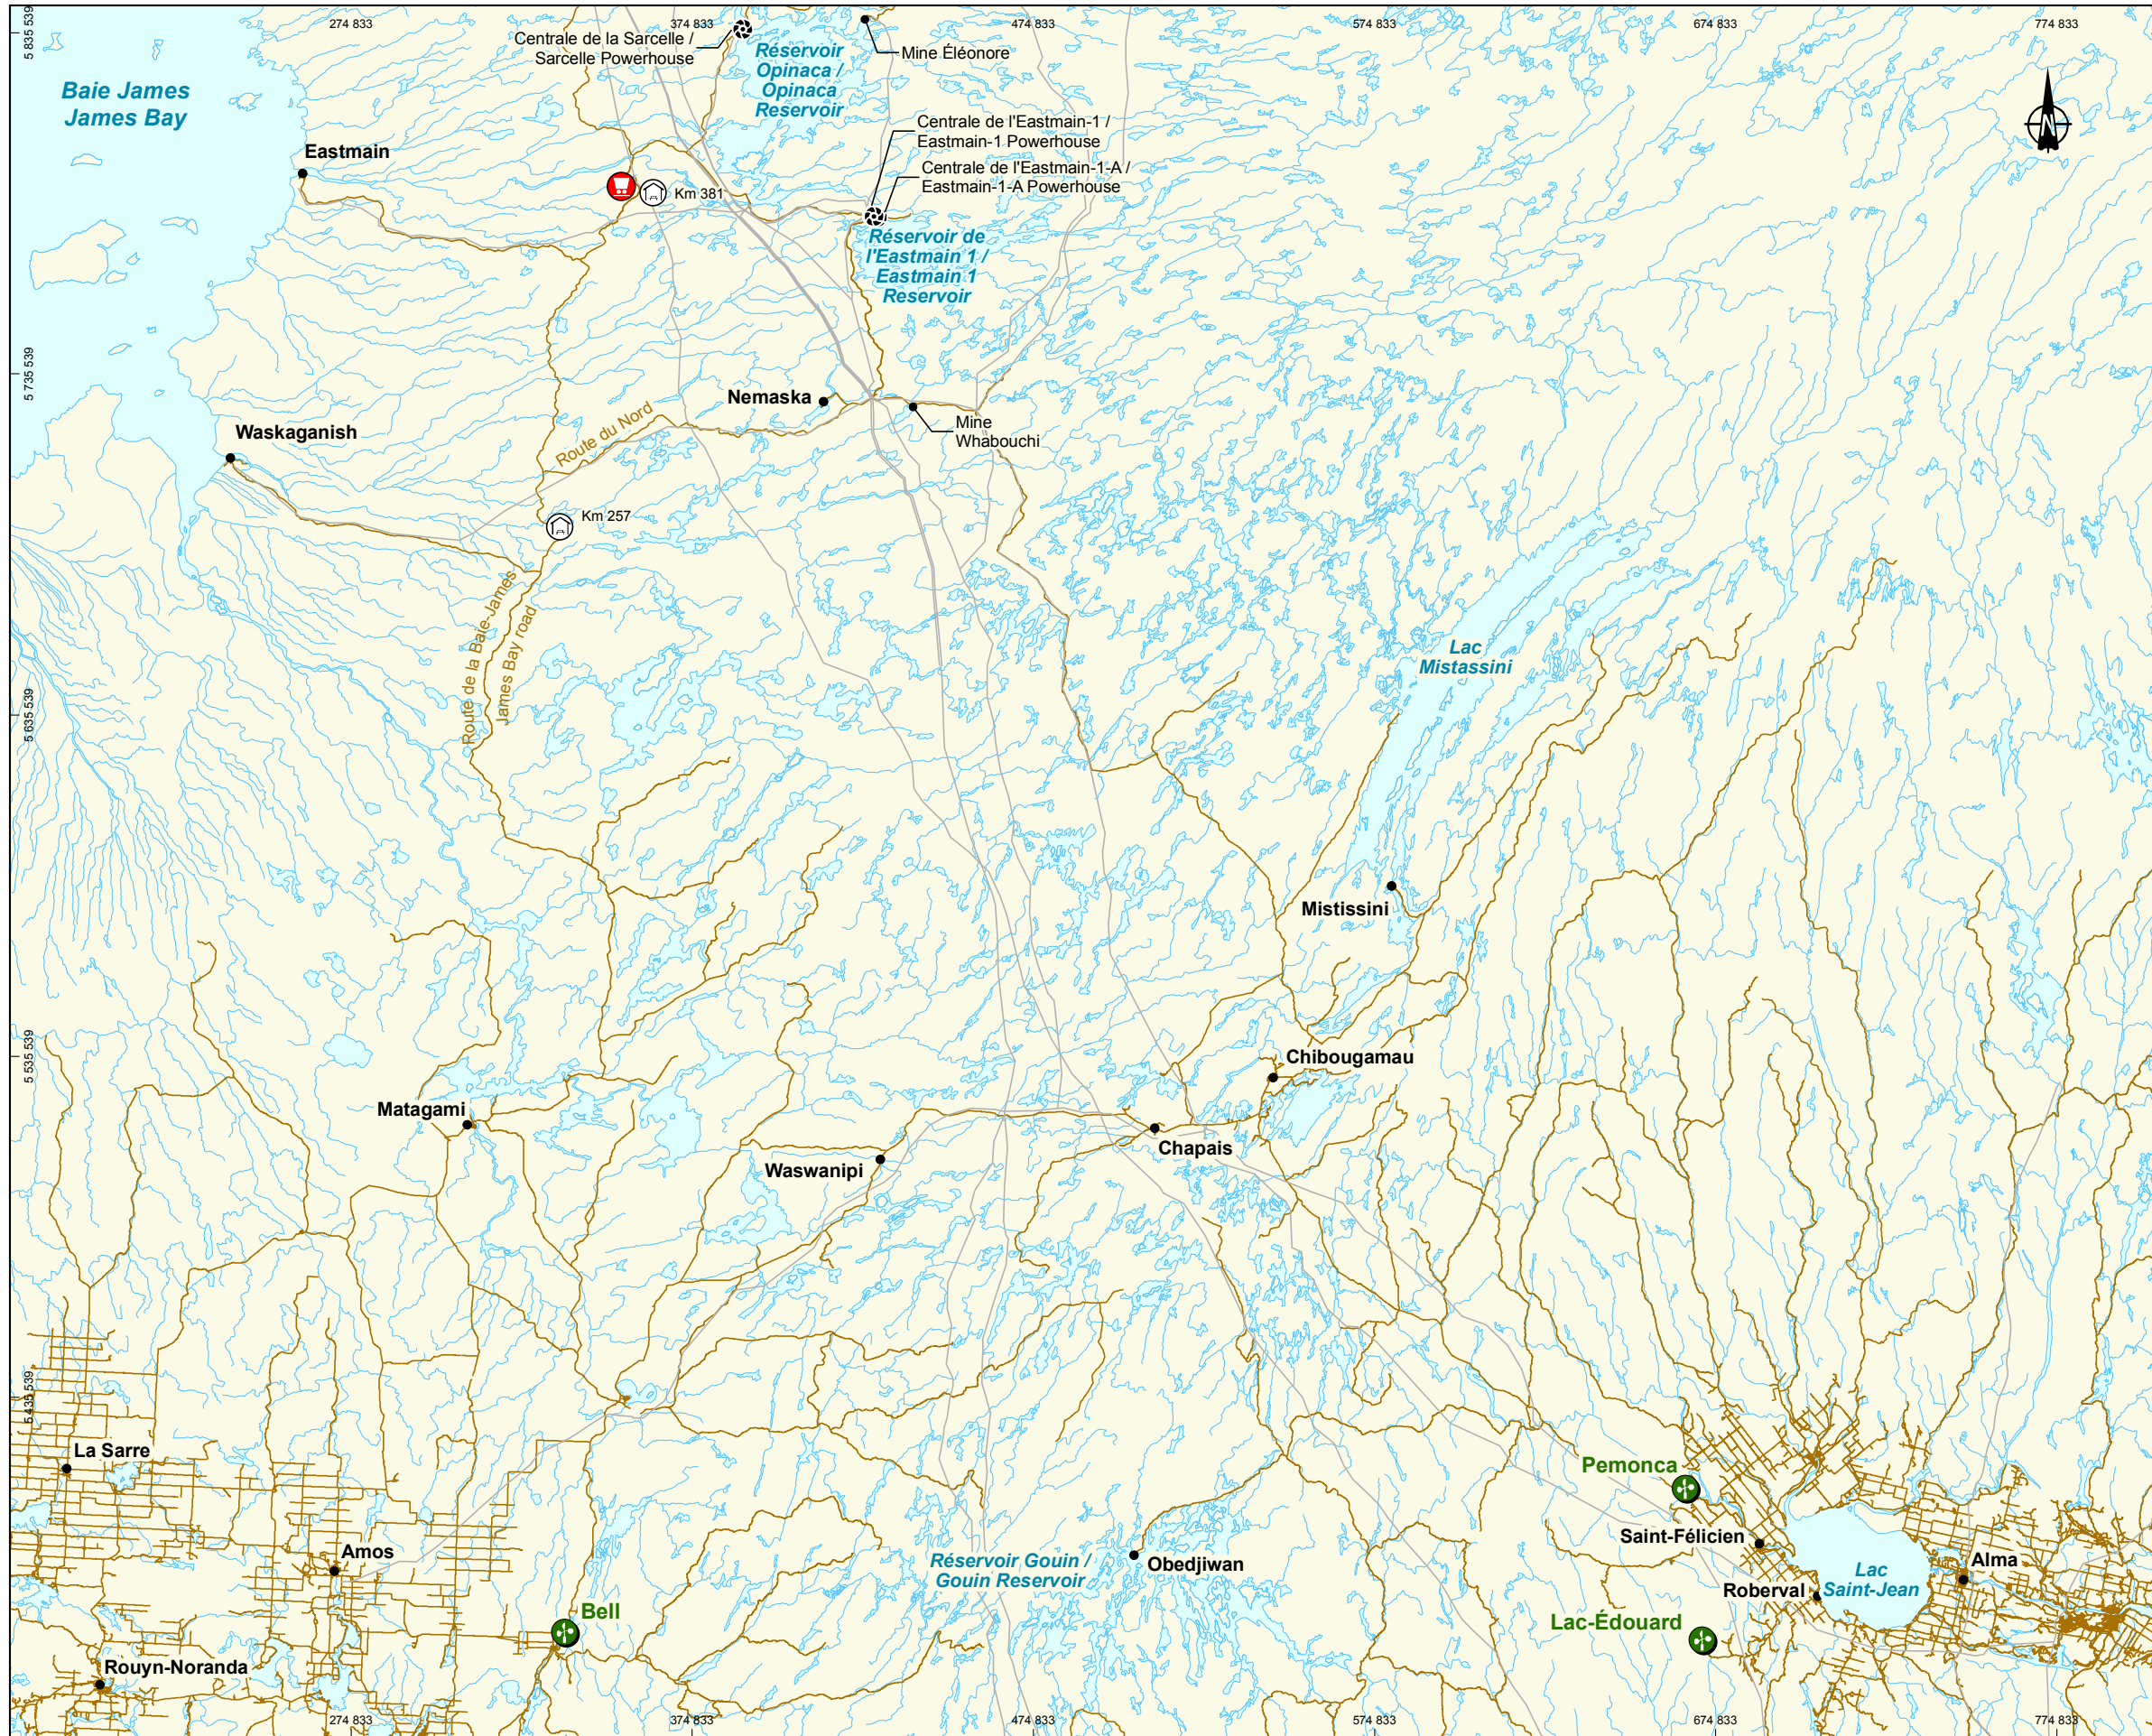 274 833
374 833
474 833
574 833
674 833
774 833
5 835 539
5 735 539
5 635 539
5 535 539
5 435 539
Centrale de la Sarcelle /
Sarcelle Powerhouse
Réservoir
Opinaca /
Opinaca
Reservoir
Mine Éléonore
Baie James
James Bay
Centrale de l'Eastmain-1 /
Eastmain-1 Powerhouse
Eastmain
Centrale de l'Eastmain-1-A /
Eastmain-1-A Powerhouse
Km 381
Réservoir de
l'Eastmain 1 /
Eastmain 1
Reservoir
Nemaska
Mine
Whabouchi
Route du Nord
Waskaganish
Km 257
Route de la Baie-James
James Bay road
Lac
Mistassini
Mistissini
Chibougamau
Matagami
Chapais
Waswanipi
La Sarre
Pemonca
Saint-Félicien
Amos
Réservoir Gouin /
Gouin Reservoir
Obedjiwan
Alma
Lac
Saint-Jean
Roberval
Bell
Lac-Édouard
Rouyn-Noranda
274 833
374 833
474 833
574 833
674 833
774 833